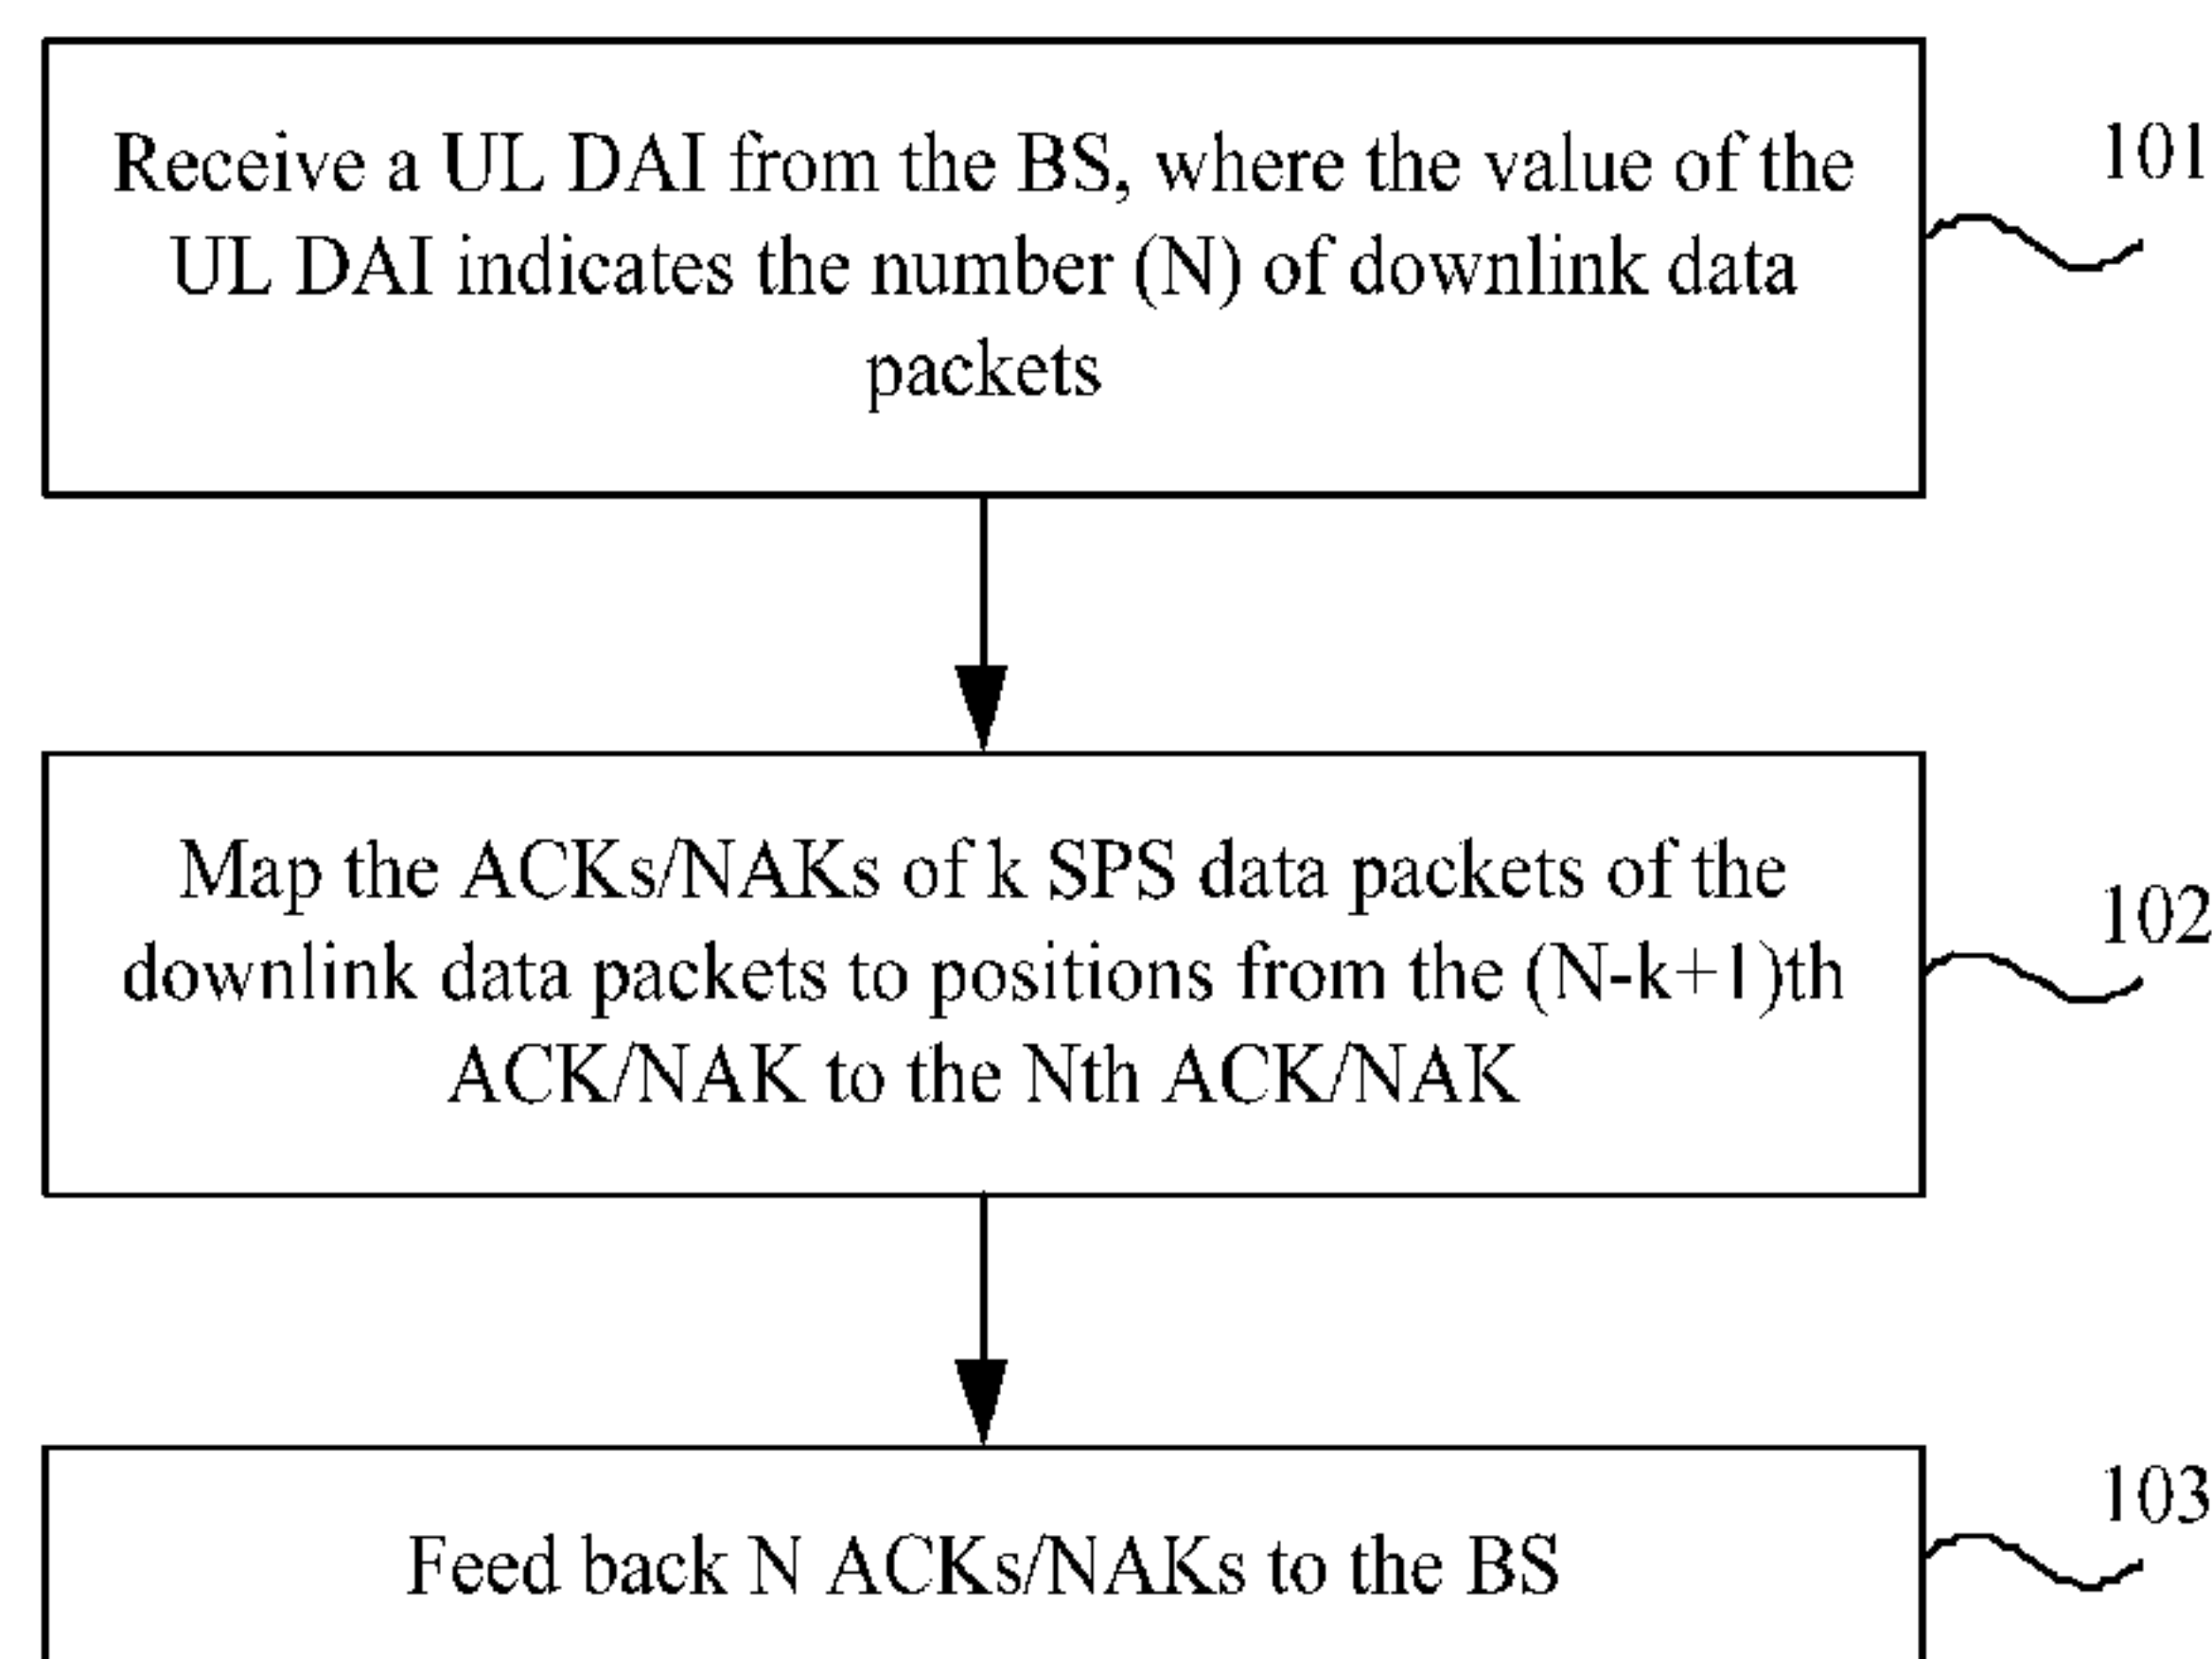 Receive a UL DAI from the BS, where the value of the
UL DAI indicates the number (N) of downlink data
packets
101
Map the ACKs/NAKs of k SPS data packets of the
downlink data packets to positions from the (N-k+1)th
ACK/NAK to the Nth ACK/NAK
102
Feed back N ACKs/NAKs to the BS
103